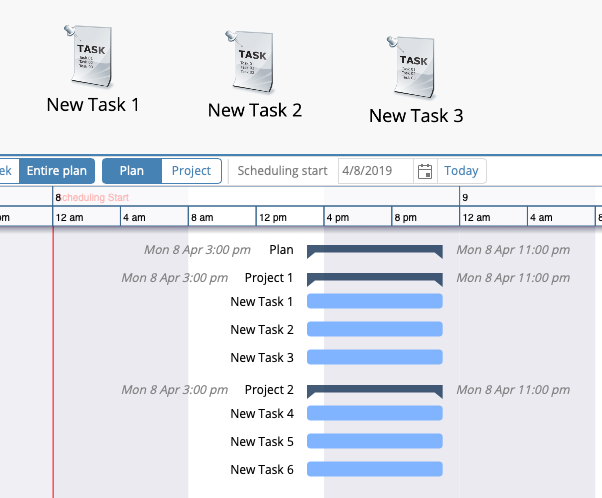 TASK
TASK
TASK
New Task 1
New Task 2
New Task 3
ek
Entire plan
Plan
Project
Scheduling start
4/8/2019
Today
8
cheduling Start
9
pm
12 am
4 am
8 am
12 pm
4 pm
8 pm
12 am
4 am
8
Mon 8 Apr 3:00 pm Plan Mon 8 Apr 11:00 pm
Mon 8 Apr 3:00 pm Project 1 Mon 8 Apr 11:00 pm
New Task 1
New Task 2
New Task 3
Mon 8 Apr 3:00 pm Project 2 Mon 8 Apr 11:00 pm
New Task 4
New Task 5
New Task 6